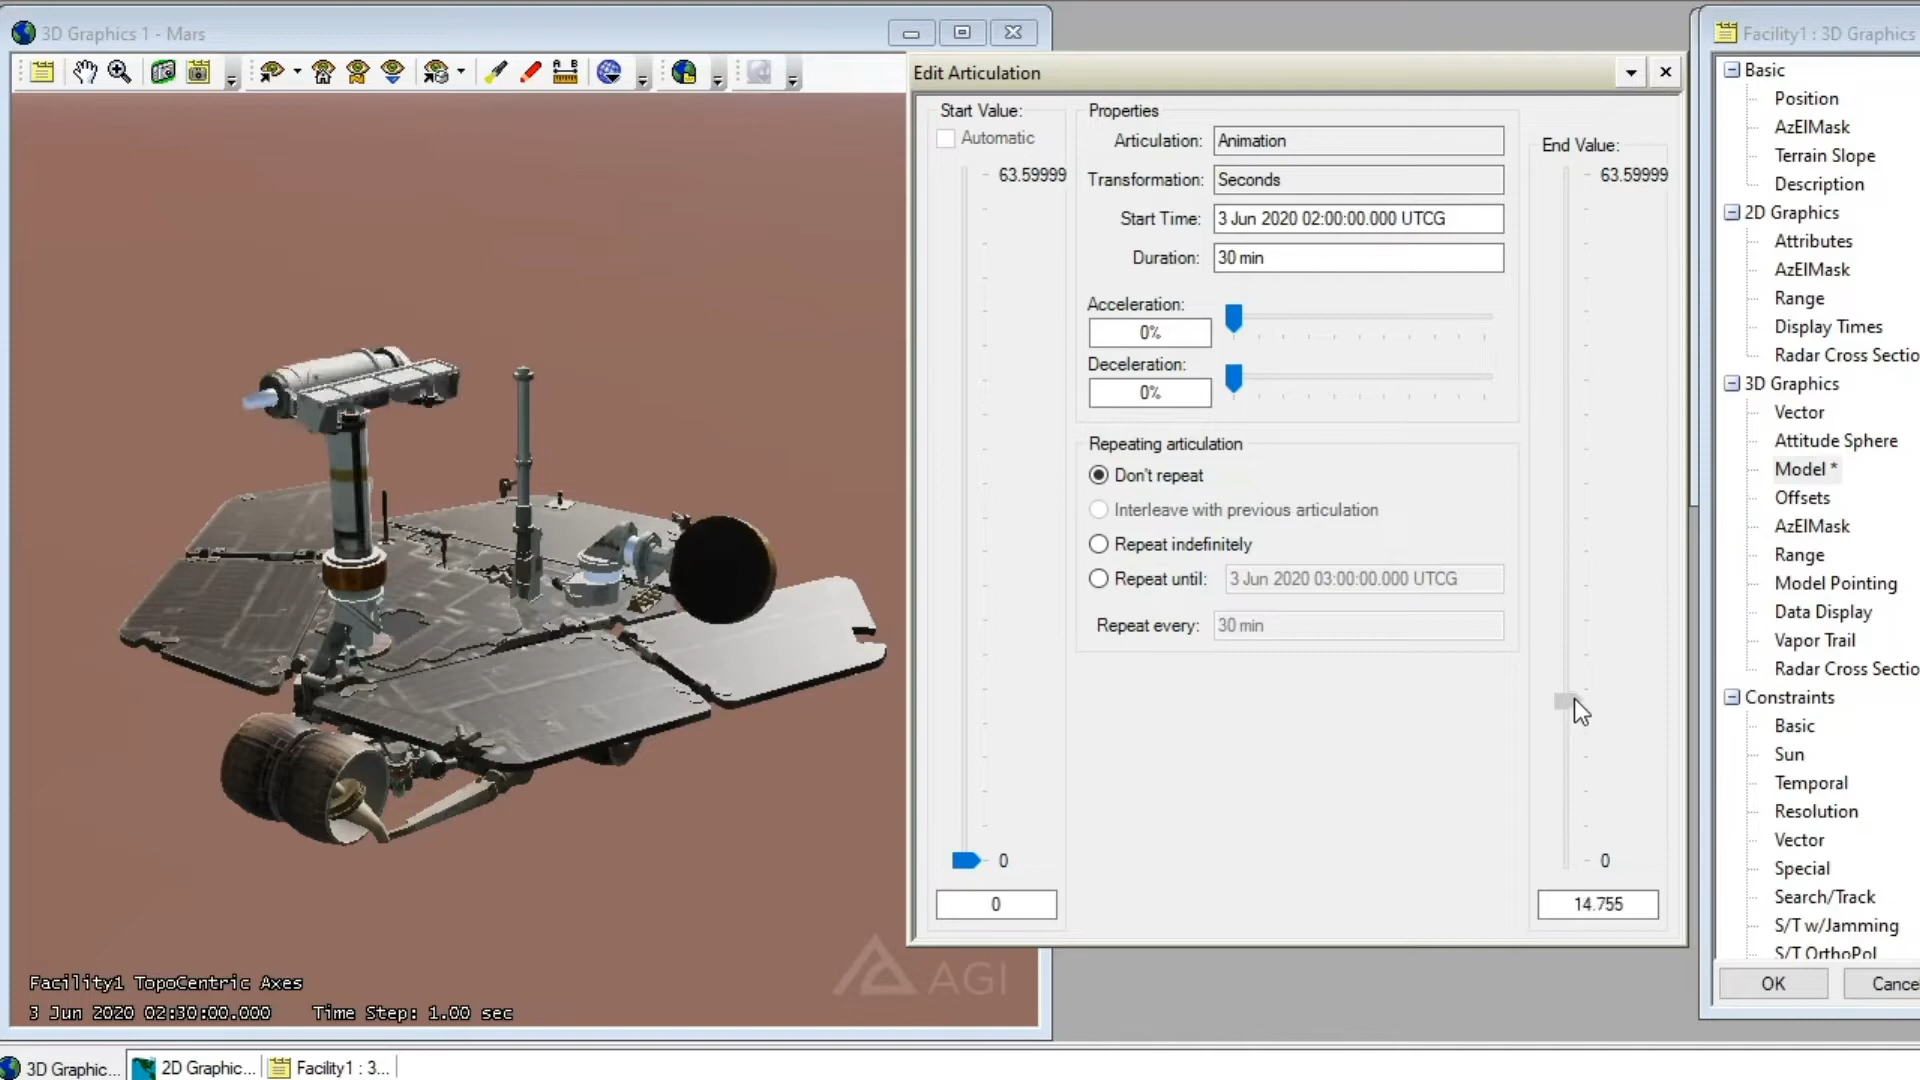 3D Graphics 1 - Mars
Edit Articulation
Start Value:
Automatic
63.59999
0
0
Properties
Articulation: Animation
Transformation: Seconds
Start Time: 3 Jun 2020 02:00:00.000 UTCG
Duration: 30 min
Acceleration:
0%
Deceleration:
0%
Repeating articulation
Don't repeat
Interleave with previous articulation
Repeat indefinitely
Repeat until: 3 Jun 2020 03:00:00.000 UTCG
Repeat every: 30 min
End Value:
63.59999
0
14.755
Facility1 : 3D Graphics
Basic
Position
AzElMask
Terrain Slope
Description
2D Graphics
Attributes
AzElMask
Range
Display Times
Radar Cross Sectio
3D Graphics
Vector
Attitude Sphere
Model *
Offsets
AzElMask
Range
Model Pointing
Data Display
Vapor Trail
Radar Cross Sectio
Constraints
Basic
Sun
Temporal
Resolution
Vector
Special
Search/Track
S/T w/Jamming
S/T OrthoPol
OK
Cance
AGI
Facility1 TopoCentric Axes
3 Jun 2020 02:30:00.000 Time Step: 1.00 sec
3D Graphic...
2D Graphic...
Facility1 : 3...